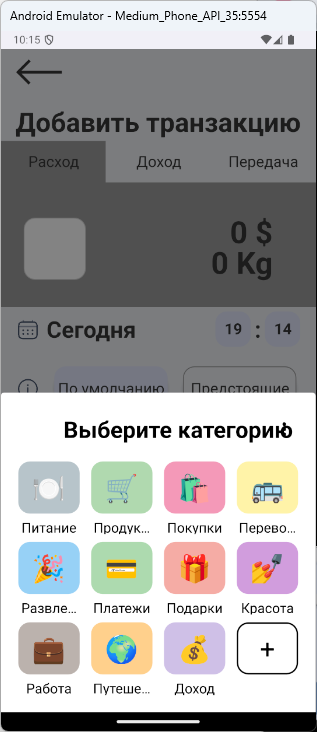 Android Emulator - Medium_Phone_API_35:5554
10:15
Добавить транзакцию
Расход Доход Передача
0 $
0 Kg
Сегодня 19 : 14
По умолчанию Предстоящие
Выберите категорию
Питание Продук... Покупки Перево...
Развле... Платежи Подарки Красота
Работа Путеше... Доход +